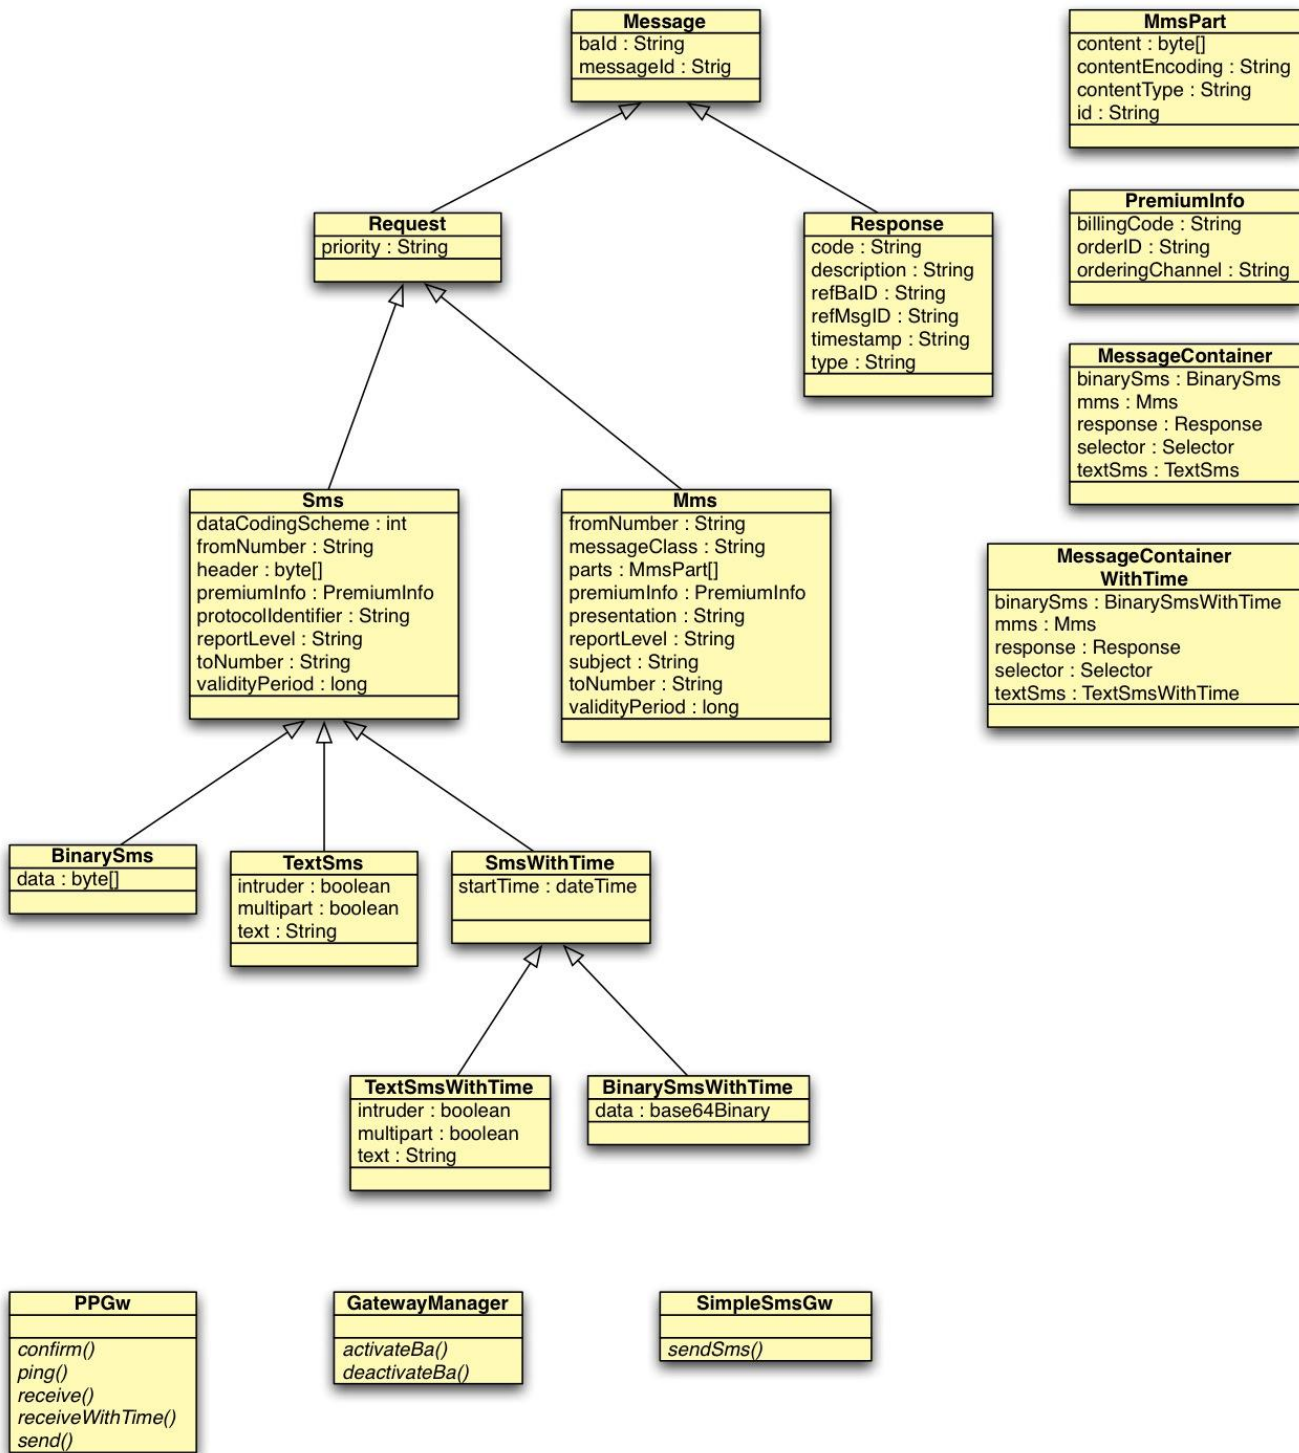 Message
baId : String
messageId : Strig
MmsPart
content : byte[]
contentEncoding : String
contentType : String
id : String
Request
priority : String
Response
code : String
description : String
refBaID : String
refMsgID : String
timestamp : String
type : String
PremiumInfo
billingCode : String
orderID : String
orderingChannel : String
MessageContainer
binarySms : BinarySms
mms : Mms
response : Response
selector : Selector
textSms : TextSms
Sms
dataCodingScheme : int
fromNumber : String
header : byte[]
premiumInfo : PremiumInfo
protocolIdentifier : String
reportLevel : String
toNumber : String
validityPeriod : long
Mms
fromNumber : String
messageClass : String
parts : MmsPart[]
premiumInfo : PremiumInfo
presentation : String
reportLevel : String
subject : String
toNumber : String
validityPeriod : long
MessageContainer
WithTime
binarySms : BinarySmsWithTime
mms : Mms
response : Response
selector : Selector
textSms : TextSmsWithTime
BinarySms
data : byte[]
TextSms
intruder : boolean
multipart : boolean
text : String
SmsWithTime
startTime : dateTime
TextSmsWithTime
intruder : boolean
multipart : boolean
text : String
BinarySmsWithTime
data : base64Binary
PPGw
confirm()
ping()
receive()
receiveWithTime()
send()
GatewayManager
activateBa()
deactivateBa()
SimpleSmsGw
sendSms()